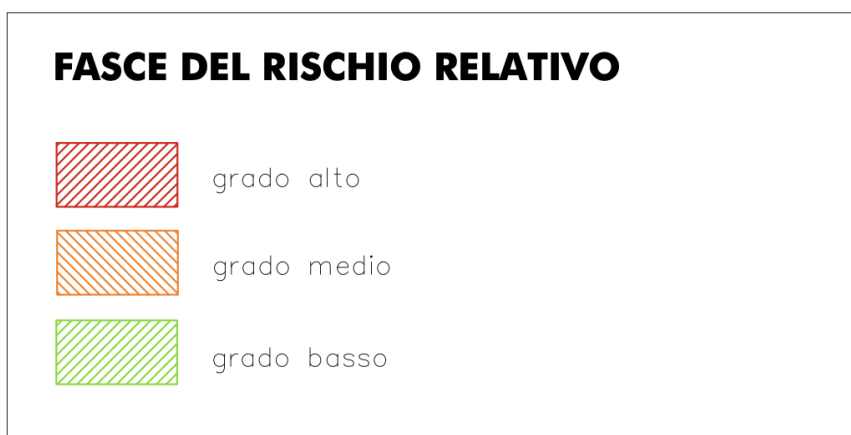 FASCE DEL RISCHIO RELATIVO
grado alto
grado medio
grado basso